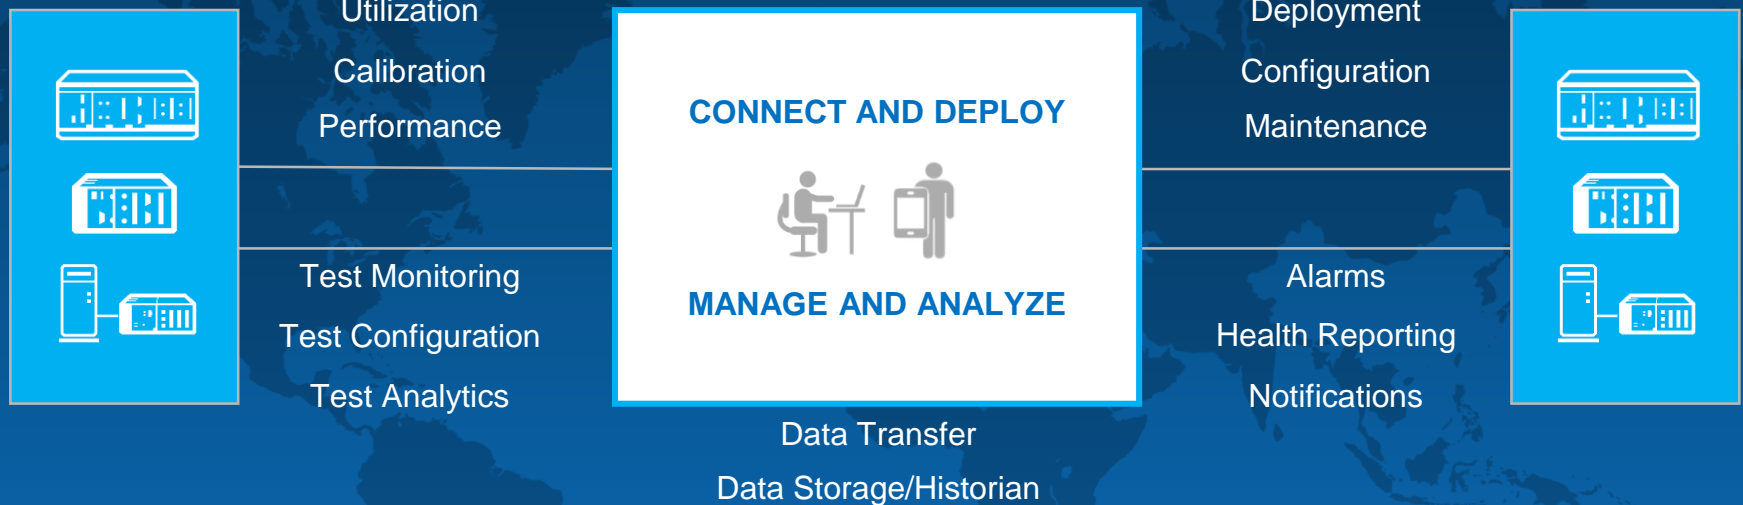 Utilization
Calibration
Performance
Test Monitoring
Test Configuration
Test Analytics
CONNECT AND DEPLOY
MANAGE AND ANALYZE
Data Transfer
Data Storage/Historian
Deployment
Configuration
Maintenance
Alarms
Health Reporting
Notifications